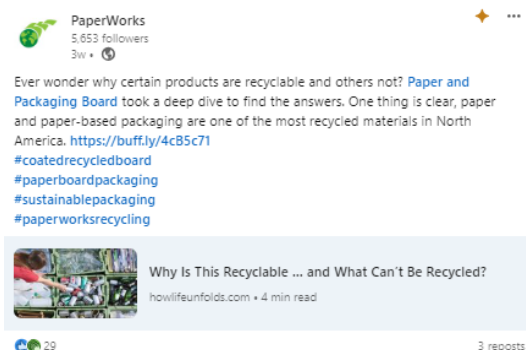 PaperWorks
5,653 followers
3w •
Ever wonder why certain products are recyclable and others not? Paper and
Packaging Board took a deep dive to find the answers. One thing is clear, paper
and paper-based packaging are one of the most recycled materials in North
America. https://buff.ly/4cB5c71
#coatedrecycledboard
#paperboardpackaging
#sustainablepackaging
#paperworksrecycling
Why Is This Recyclable ... and What Can't Be Recycled?
howlifeunfolds.com • 4 min read
29
3 reposts